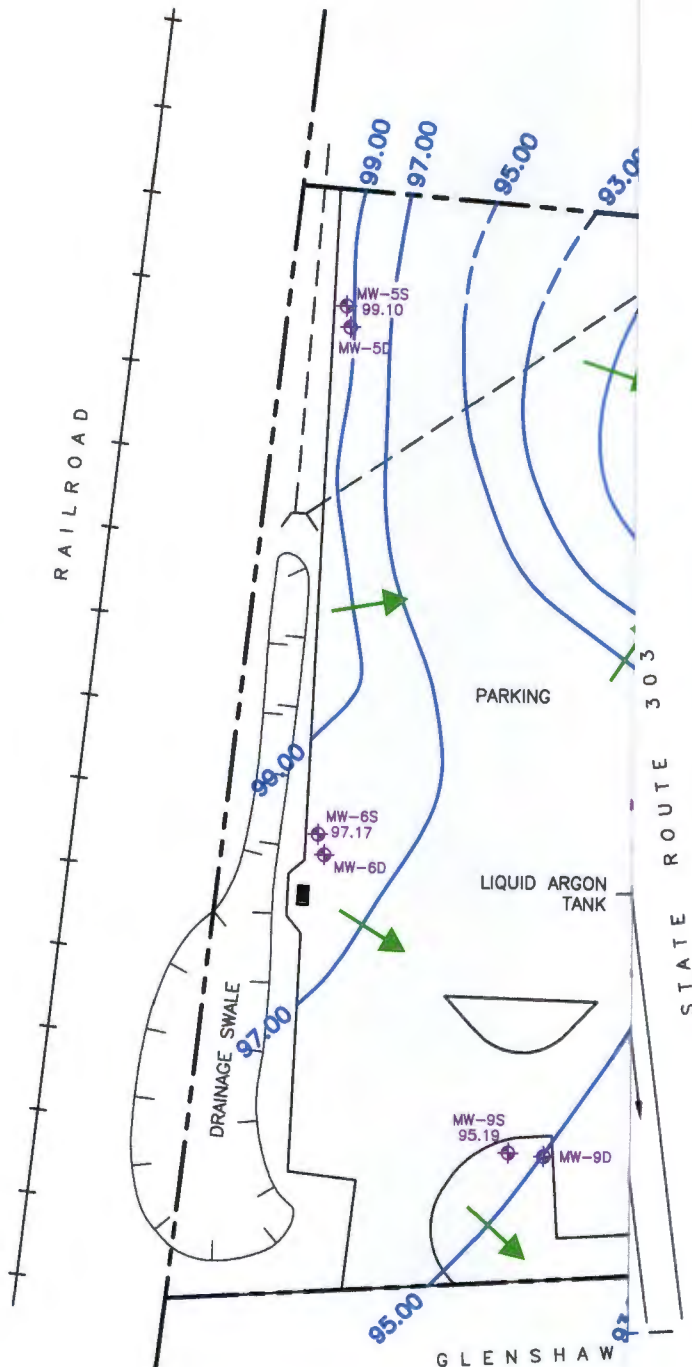 99.00
97.00
95.00
93.00
MW-5S
99.10
MW-5D
RAILROAD
STATE ROUTE 303
PARKING
99.00
MW-6S
97.17
MW-6D
LIQUID ARGON
TANK
DRAINAGE SWALE
97.00
MW-9S
95.19
MW-9D
95.00
93
GLENSHAW